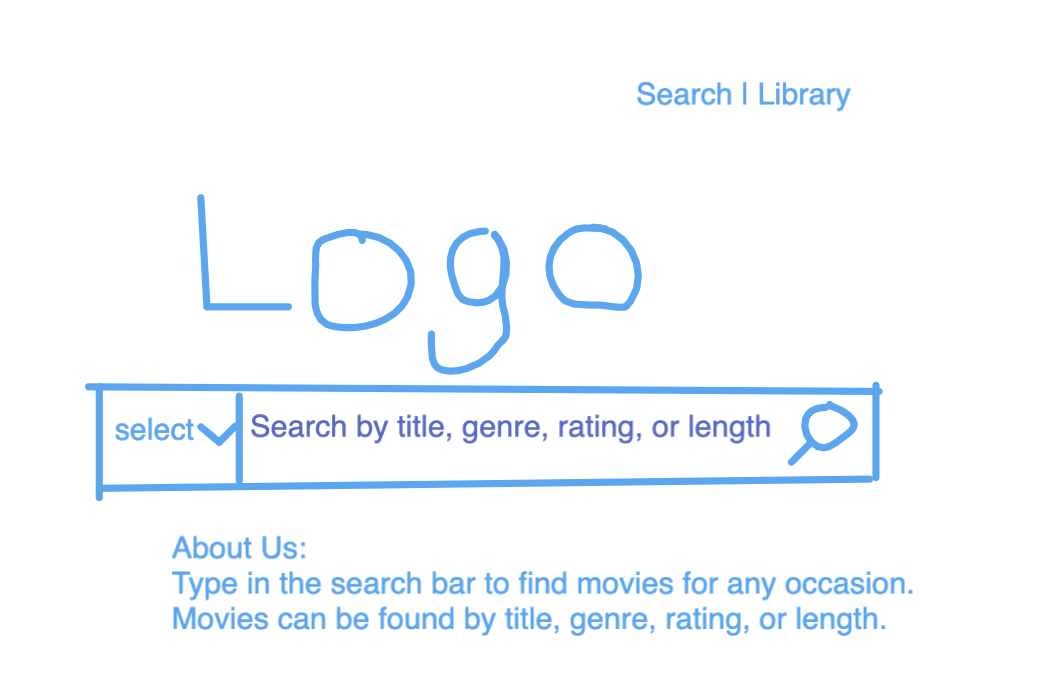 Search | Library
Logo
select Search by title, genre, rating, or length
About Us:
Type in the search bar to find movies for any occasion.
Movies can be found by title, genre, rating, or length.